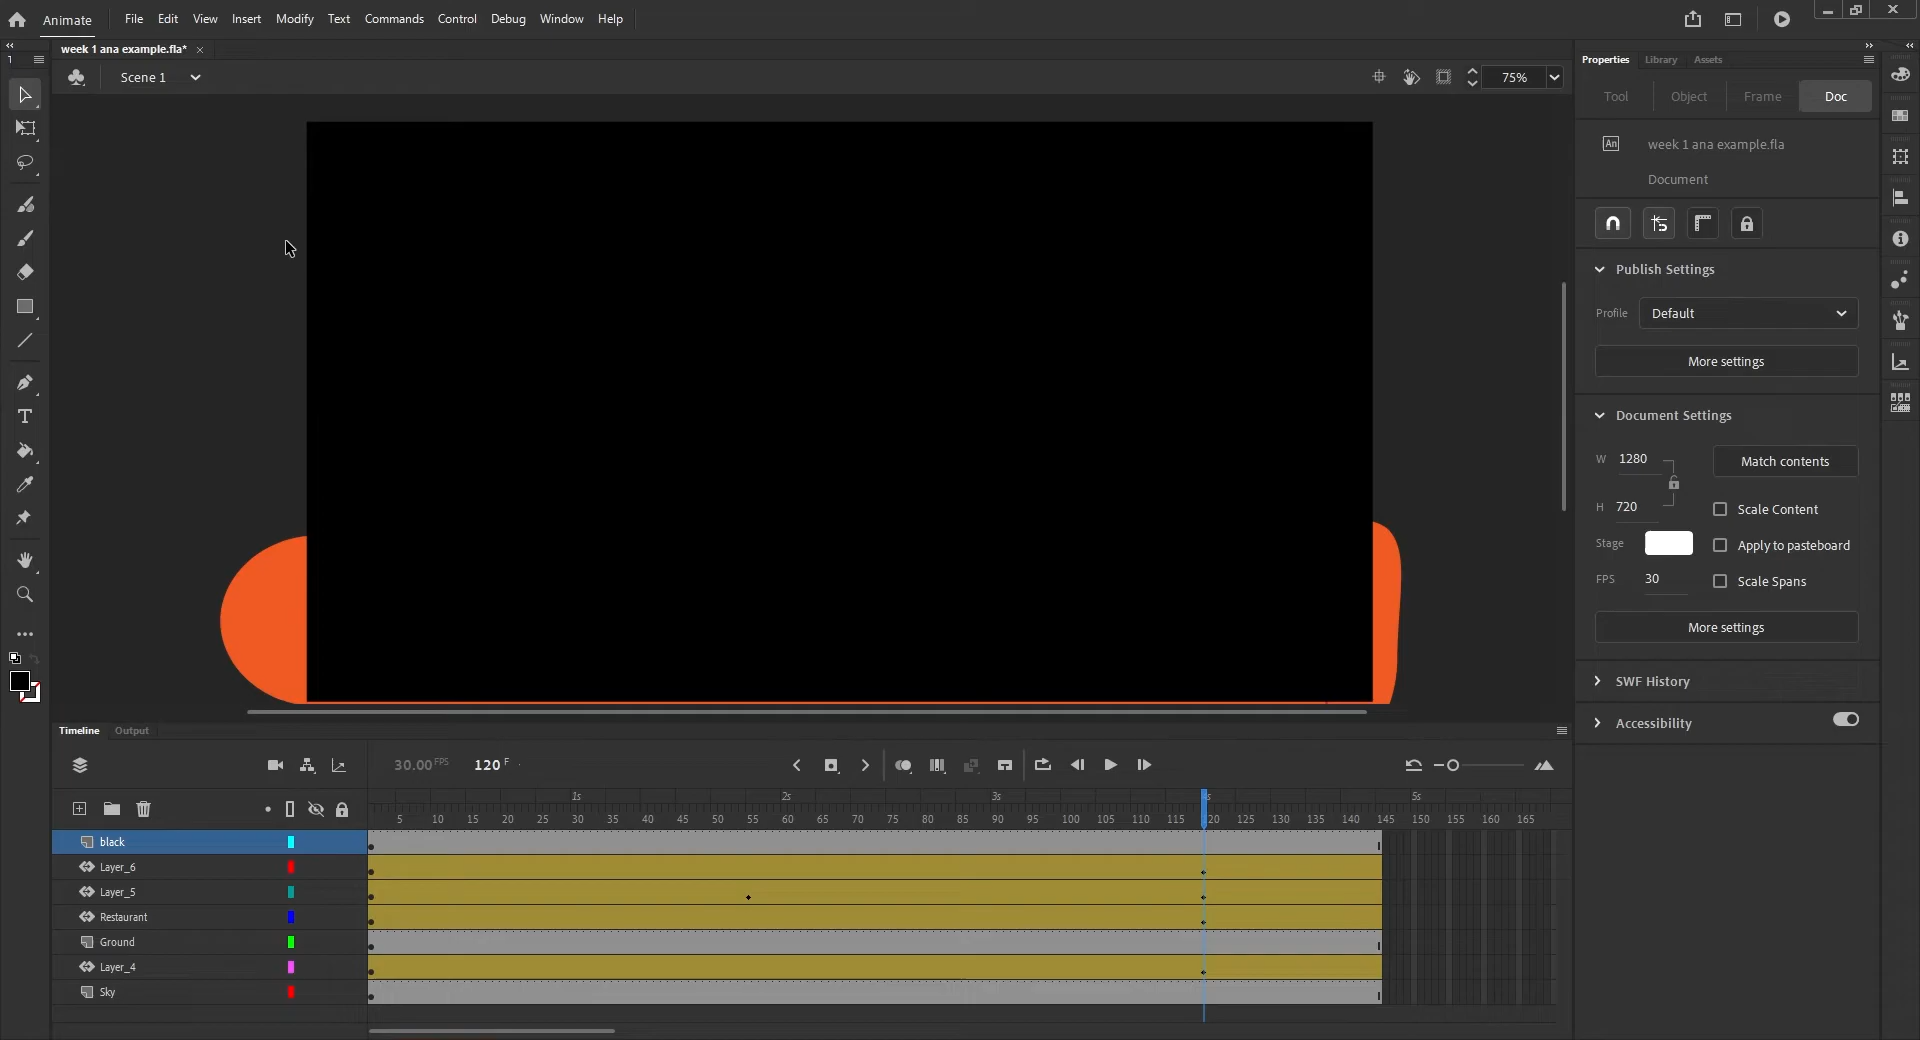 Animate File Edit View Insert Modify Text Commands Control Debug Window Help
week 1 ana example.fla*
1
Scene 1
75%
Properties Library Assets
Tool Object Frame Doc
An week 1 ana example.fla
Document
Publish Settings
Profile Default
More settings
Document Settings
W 1280 Match contents
H 720 Scale Content
Stage Apply to pasteboard
FPS 30 Scale Spans
More settings
SWF History
Accessibility
Timeline Output
30.00 FPS 120 F
1s 2s 3s 4s 5s
5 10 15 20 25 30 35 40 45 50 55 60 65 70 75 80 85 90 95 100 105 110 115 120 125 130 135 140 145 150 155 160 165
black
Layer_6
Layer_5
Restaurant
Ground
Layer_4
Sky